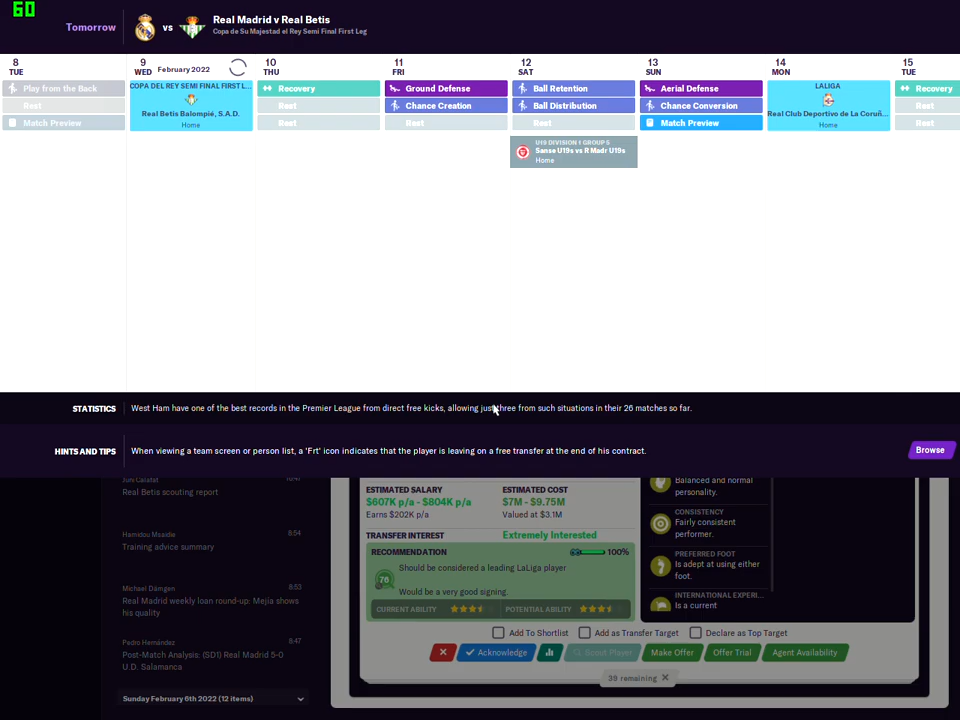 60
Tomorrow
vs
Real Madrid v Real Betis
Copa de Su Majestad el Rey Semi Final First Leg
8
TUE
9
WED
February 2022
10
THU
11
FRI
12
SAT
13
SUN
14
MON
15
TUE
Play from the Back
Rest
Match Preview
COPA DEL REY SEMI FINAL FIRST L...
Real Betis Balompié, S.A.D.
Home
Recovery
Rest
Rest
Ground Defense
Chance Creation
Rest
Ball Retention
Ball Distribution
Rest
U19 DIVISION 1 GROUP 5
Sanse U19s vs R Madr U19s
Home
Aerial Defense
Chance Conversion
Match Preview
LALIGA
Real Club Deportivo de La Coruñ...
Home
Recovery
Rest
Rest
STATISTICS
West Ham have one of the best records in the Premier League from direct free kicks, allowing just three from such situations in their 26 matches so far.
HINTS AND TIPS
When viewing a team screen or person list, a 'Frt' icon indicates that the player is leaving on a free transfer at the end of his contract.
Browse
Real Betis scouting report
Hamidou Msaidie
8:54
Training advice summary
Michael Dämgen
8:53
Real Madrid weekly loan round-up: Mejía shows
his quality
Pedro Hernández
8:47
Post-Match Analysis: (SD1) Real Madrid 5-0
U.D. Salamanca
Sunday February 6th 2022 (12 items)
ESTIMATED SALARY
$607K p/a - $804K p/a
Earns $202K p/a
ESTIMATED COST
$7M - $9.75M
Valued at $3.1M
TRANSFER INTEREST
Extremely Interested
RECOMMENDATION
100%
76
Should be considered a leading LaLiga player
Would be a very good signing.
CURRENT ABILITY
POTENTIAL ABILITY
Balanced and normal
personality.
CONSISTENCY
Fairly consistent
performer.
PREFERRED FOOT
Is adept at using either
foot.
INTERNATIONAL EXPERI...
Is a current
Add To Shortlist
Add as Transfer Target
Declare as Top Target
Acknowledge
Scout Player
Make Offer
Offer Trial
Agent Availability
39 remaining